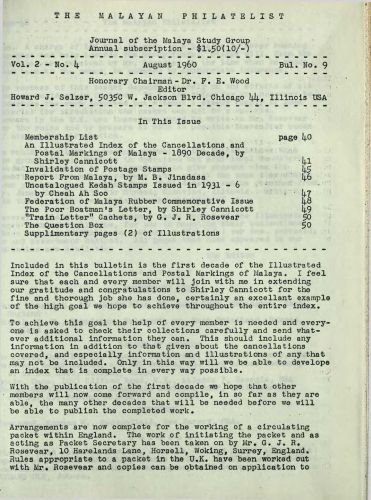 THE MALAYAN PHILATELIST
Journal of the Malaya Study Group
Annual subscription - $1.50(10/-)
Vol. 2 - No. 4 August 1960 Bul. No. 9
Honorary Chairman - Dr. F. E. Wood
Editor
Howard J. Selzer, 5035C W. Jackson Blvd. Chicago 44, Illinois USA
In This Issue
Membership List page 40
An Illustrated Index of the Cancellations and
Postal Markings of Malaya - 1890 Decade, by
Shirley Cannicott 41
Invalidation of Postage Stamps 45
Report From Malaya, by M. B. Jinadasa 46
Uncatalogued Kedah Stamps Issued in 1931 - 6
by Cheah Ah Soo 47
Federation of Malaya Rubber Commemorative Issue 48
The Poor Boatman's Letter, by Shirley Cannicott 49
"Train Letter" Cachets, by G. J. R. Rosevear 50
The Question Box 50
Supplimentary pages (2) of Illustrations
Included in this bulletin is the first decade of the Illustrated
Index of the Cancellations and Postal Markings of Malaya. I feel
sure that each and every member will join with me in extending
our gratitude and congratulations to Shirley Cannicott for the
fine and thorough job she has done, certainly an excellant example
of the high goal we hope to achieve throughout the entire index.
To achieve this goal the help of every member is needed and every-
one is asked to check their collections carefully and send what-
ever additional information they can. This should include any
information in addition to that given about the cancellations
covered, and especially information and illustrations of any that
may not be included. Only in this way will we be able to develope
an index that is complete in every way possible.
With the publication of the first decade we hope that other
members will now come forward and compile, in so far as they are
able, the many other decades that will be needed before we will
be able to publish the completed work.
Arrangements are now complete for the working of a circulating
packet within England. The work of initiating the packet and as
acting as Packet Secretary has been taken on by Mr. G. J. R.
Rosevear, 10 Harelands Lane, Horsell, Woking, Surrey, England.
Rules appropriate to a packet in the U.K. have been worked out
with Mr. Rosevear and copies can be obtained on application to